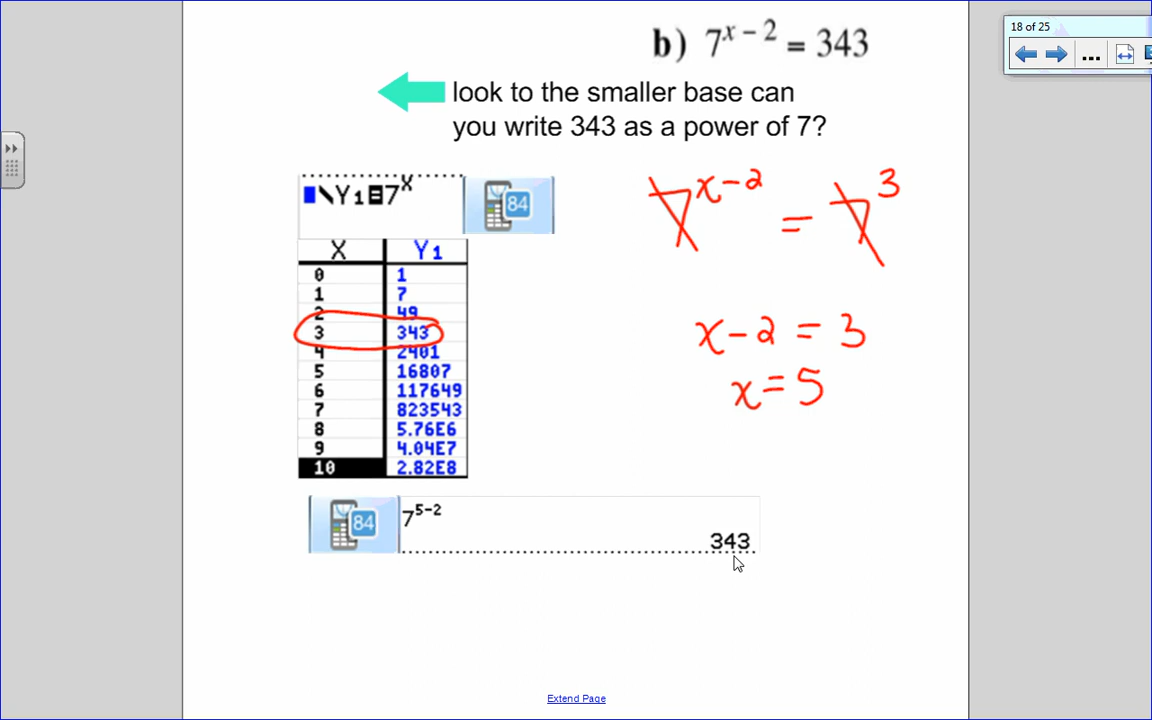 18 of 25
...
b) 7^{x-2} = 343
look to the smaller base can
you write 343 as a power of 7?
\Y1=7^X
84
X Y1
0 1
1 7
2 49
3 343
4 2401
5 16807
6 117649
7 823543
8 5.76E6
9 4.04E7
10 2.82E8
7^{x-2} = 7^3
x-2 = 3
x = 5
84
7^{5-2}
343
Extend Page